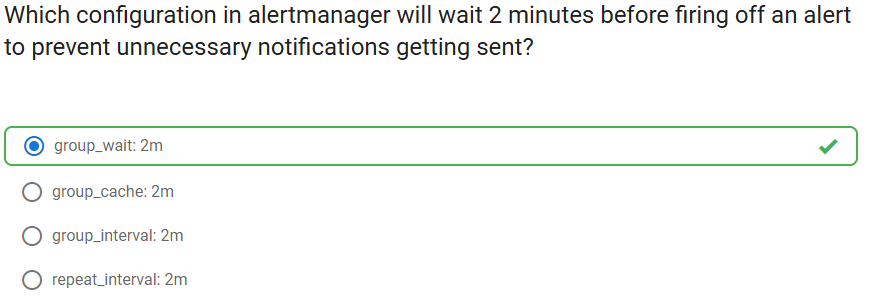 Which configuration in alertmanager will wait 2 minutes before firing off an alert
to prevent unnecessary notifications getting sent?
group_wait: 2m
group_cache: 2m
group_interval: 2m
repeat_interval: 2m